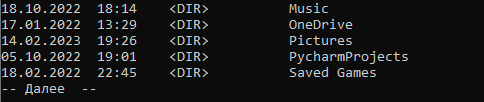 18.10.2022  18:14    <DIR>          Music
17.01.2022  13:29    <DIR>          OneDrive
14.02.2023  19:26    <DIR>          Pictures
05.10.2022  19:01    <DIR>          PycharmProjects
18.02.2022  22:45    <DIR>          Saved Games
-- Далее  --